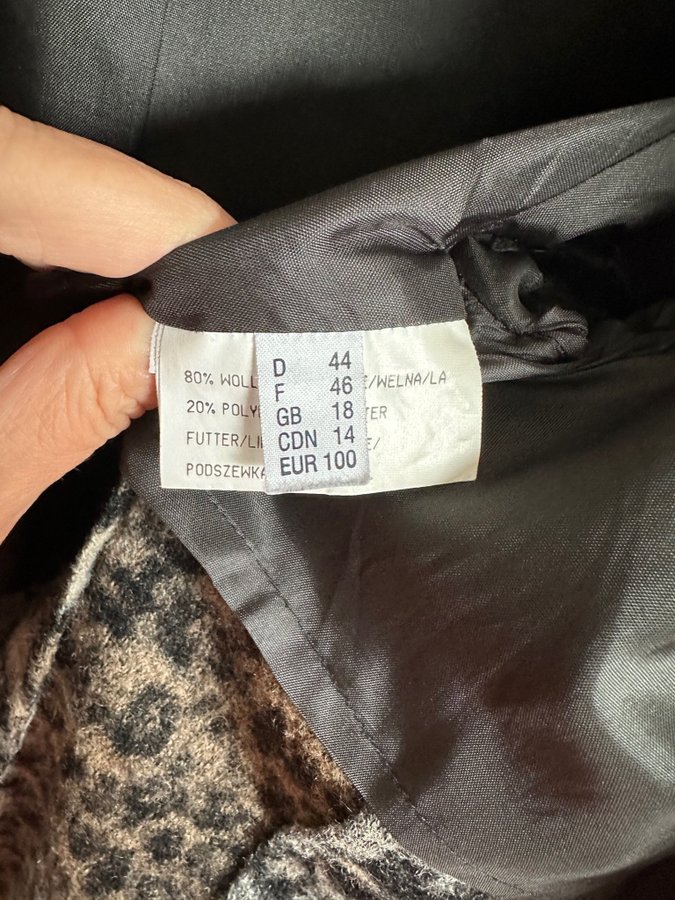 D 44
F 46
GB 18
CDN 14
EUR 100
80% WOLL E/WELNA/LA
20% POLY TER
FUTTER/LI E/
PODSZEWKA